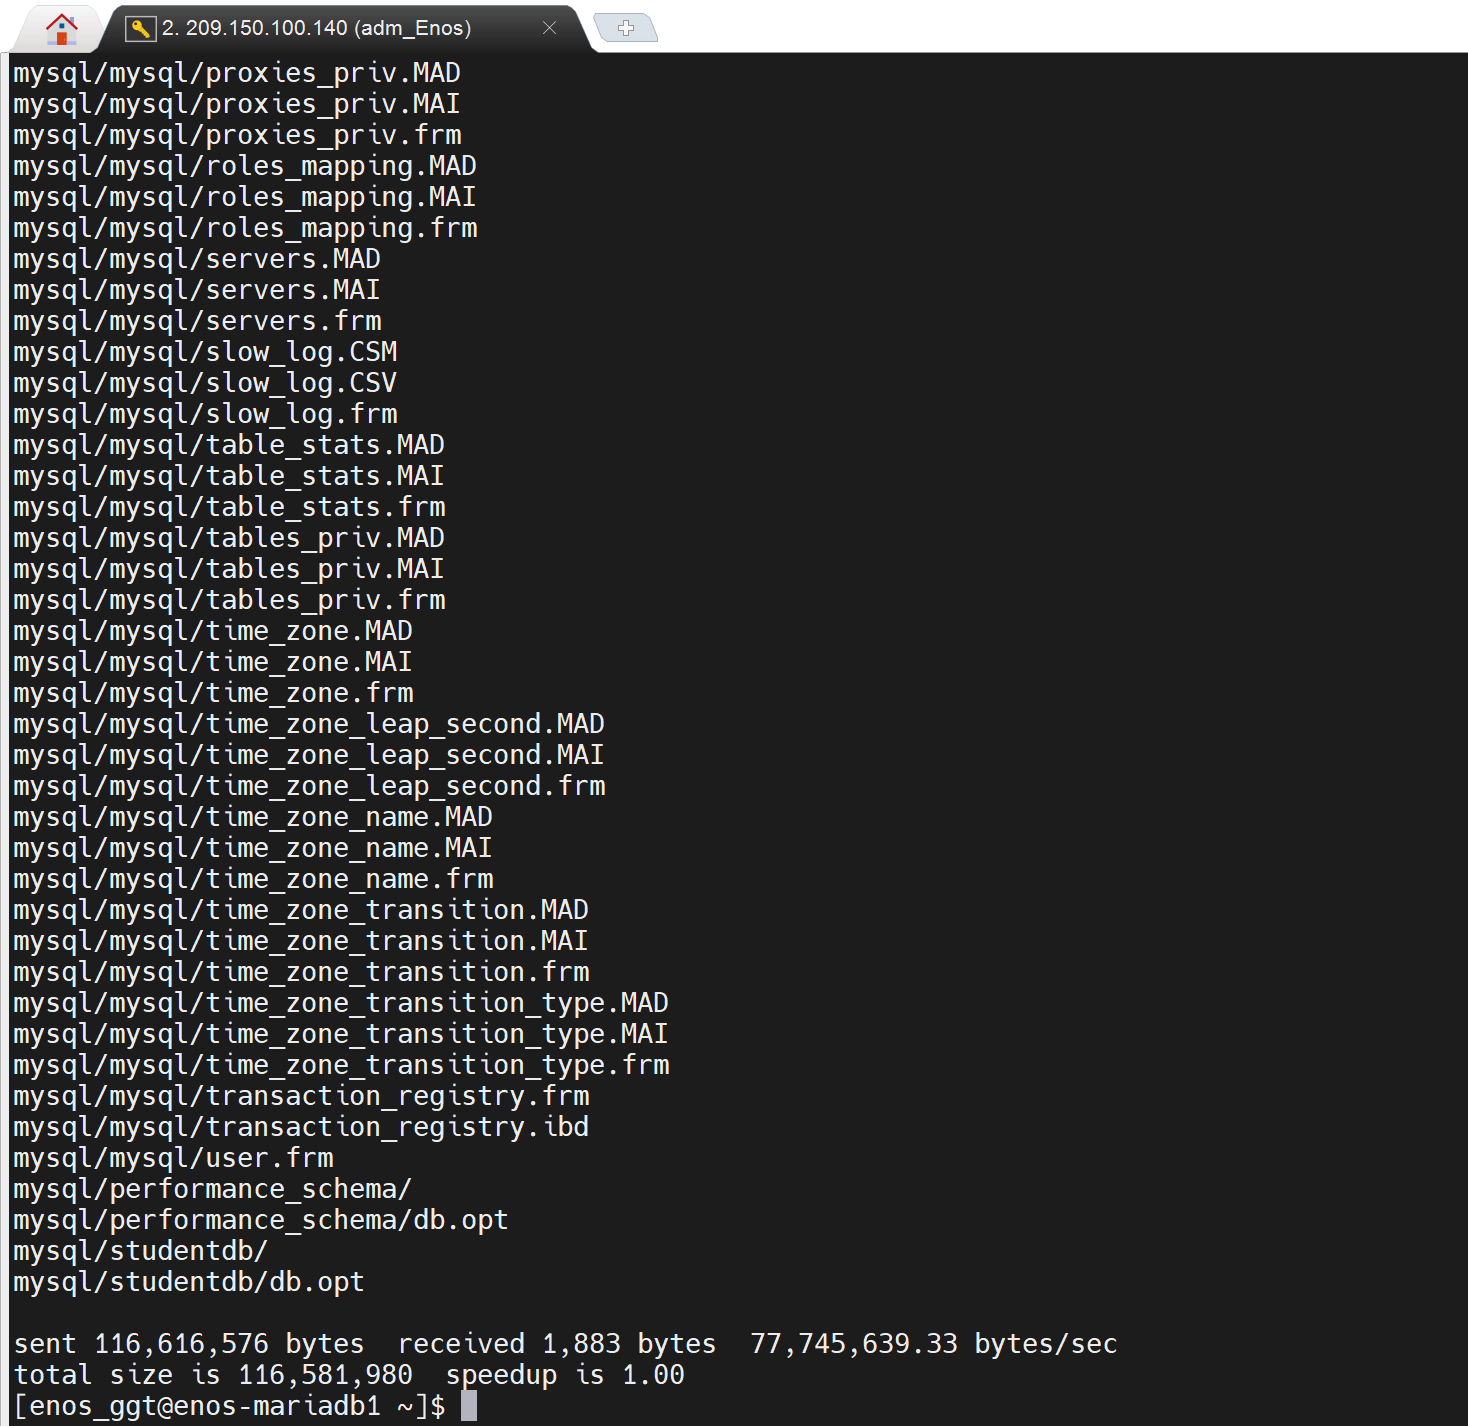 2. 209.150.100.140 (adm_Enos)
mysql/mysql/proxies_priv.MAD
mysql/mysql/proxies_priv.MAI
mysql/mysql/proxies_priv.frm
mysql/mysql/roles_mapping.MAD
mysql/mysql/roles_mapping.MAI
mysql/mysql/roles_mapping.frm
mysql/mysql/servers.MAD
mysql/mysql/servers.MAI
mysql/mysql/servers.frm
mysql/mysql/slow_log.CSM
mysql/mysql/slow_log.CSV
mysql/mysql/slow_log.frm
mysql/mysql/table_stats.MAD
mysql/mysql/table_stats.MAI
mysql/mysql/table_stats.frm
mysql/mysql/tables_priv.MAD
mysql/mysql/tables_priv.MAI
mysql/mysql/tables_priv.frm
mysql/mysql/time_zone.MAD
mysql/mysql/time_zone.MAI
mysql/mysql/time_zone.frm
mysql/mysql/time_zone_leap_second.MAD
mysql/mysql/time_zone_leap_second.MAI
mysql/mysql/time_zone_leap_second.frm
mysql/mysql/time_zone_name.MAD
mysql/mysql/time_zone_name.MAI
mysql/mysql/time_zone_name.frm
mysql/mysql/time_zone_transition.MAD
mysql/mysql/time_zone_transition.MAI
mysql/mysql/time_zone_transition.frm
mysql/mysql/time_zone_transition_type.MAD
mysql/mysql/time_zone_transition_type.MAI
mysql/mysql/time_zone_transition_type.frm
mysql/mysql/transaction_registry.frm
mysql/mysql/transaction_registry.ibd
mysql/mysql/user.frm
mysql/performance_schema/
mysql/performance_schema/db.opt
mysql/studentdb/
mysql/studentdb/db.opt
sent 116,616,576 bytes  received 1,883 bytes  77,745,639.33 bytes/sec
total size is 116,581,980  speedup is 1.00
[enos_ggt@enos-mariadb1 ~]$